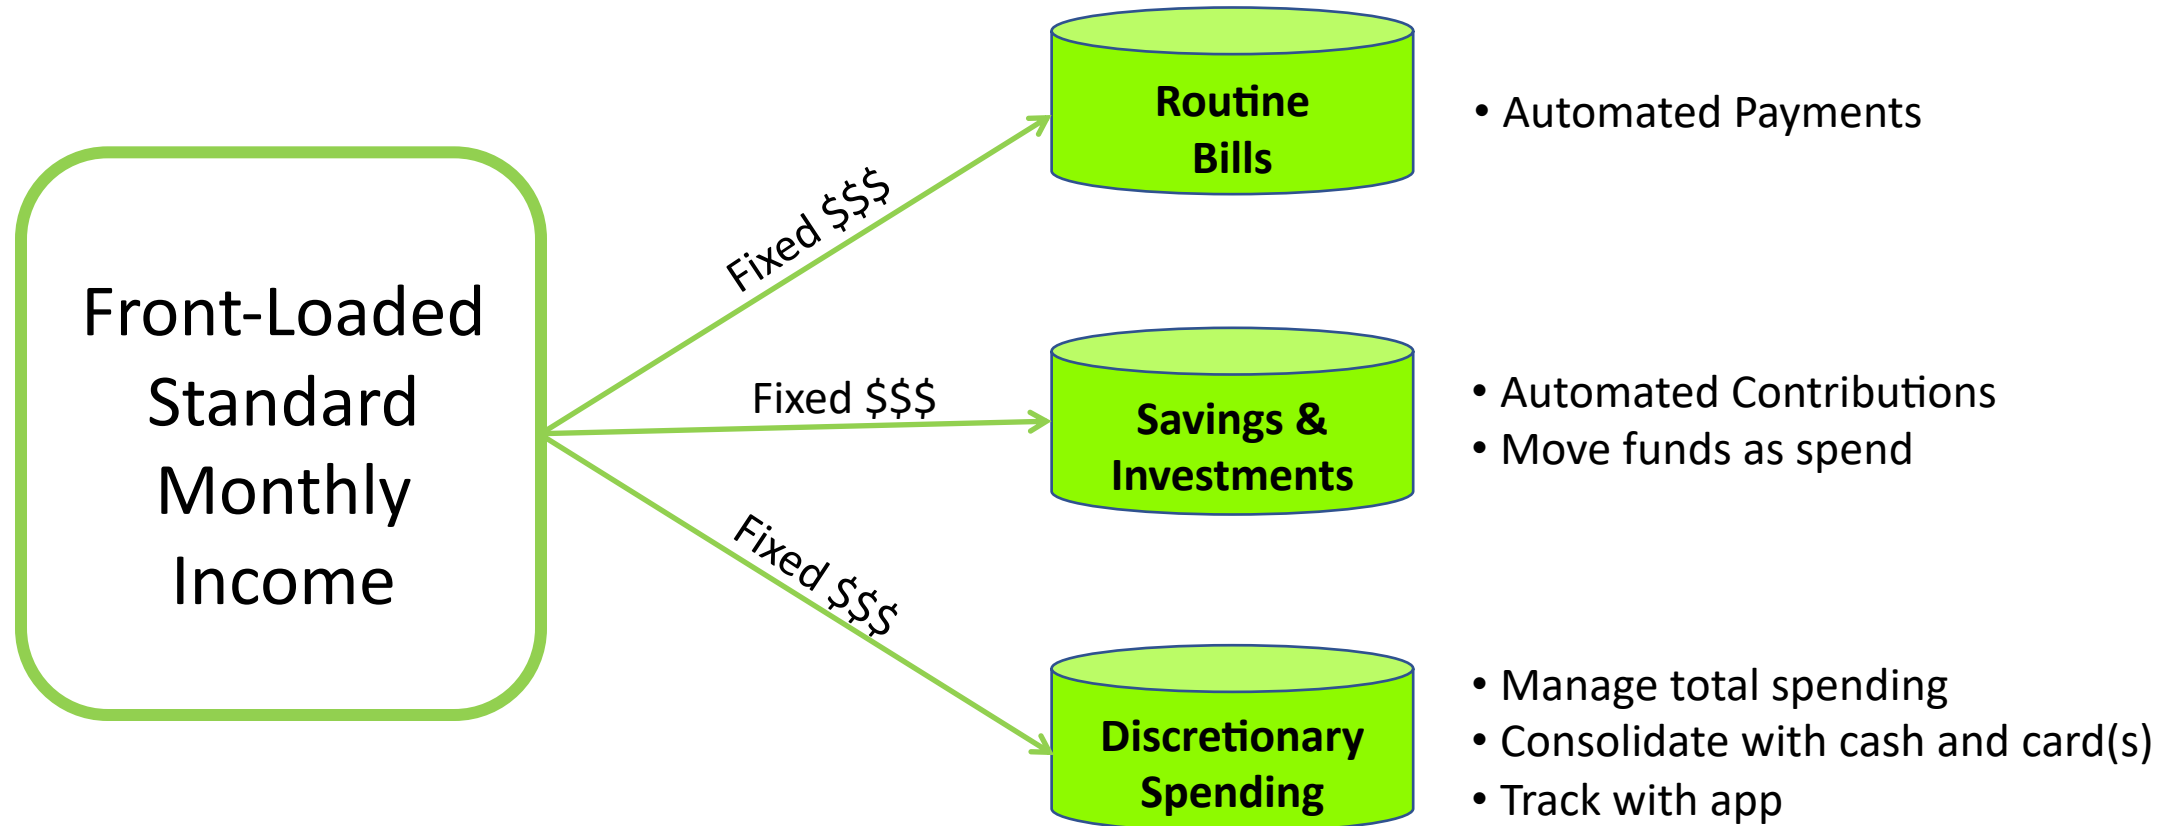 Front-Loaded
Standard
Monthly
Income
Fixed $$$
Routine
Bills
• Automated Payments
Fixed $$$
Savings &
Investments
• Automated Contributions
• Move funds as spend
Fixed $$$
Discretionary
Spending
• Manage total spending
• Consolidate with cash and card(s)
• Track with app